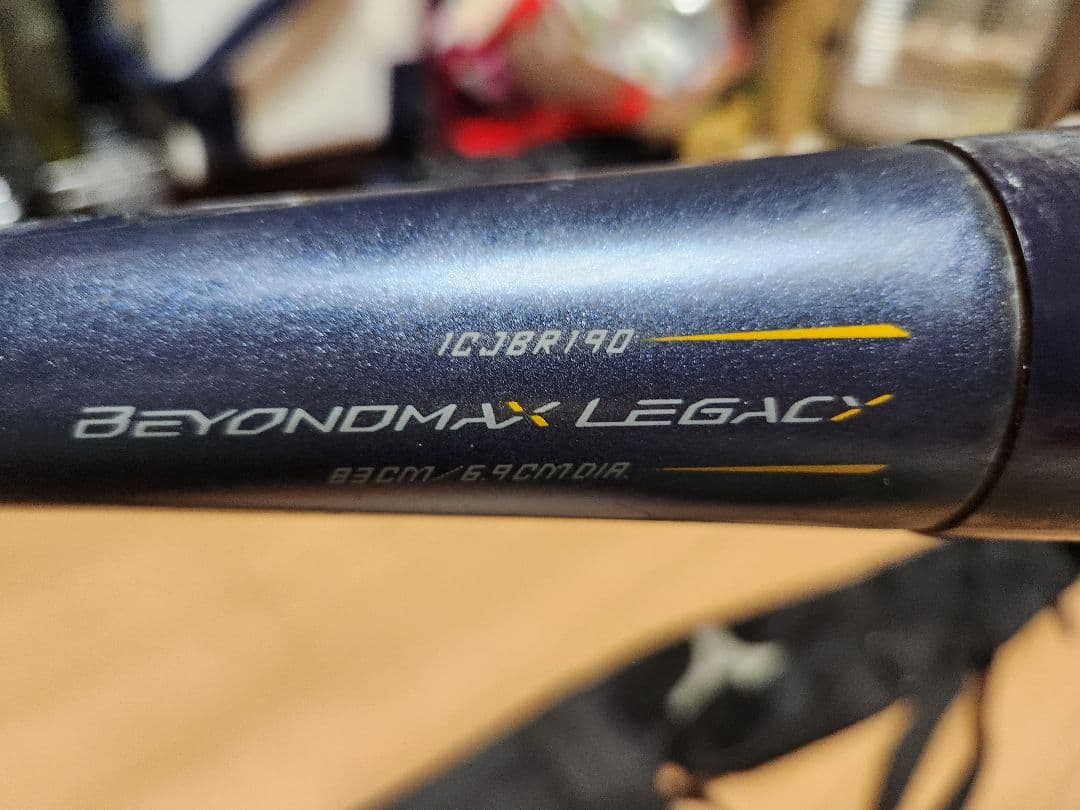 1CJBR190
BEYONDMAX LEGACY
83CM/6.9CMDIA.